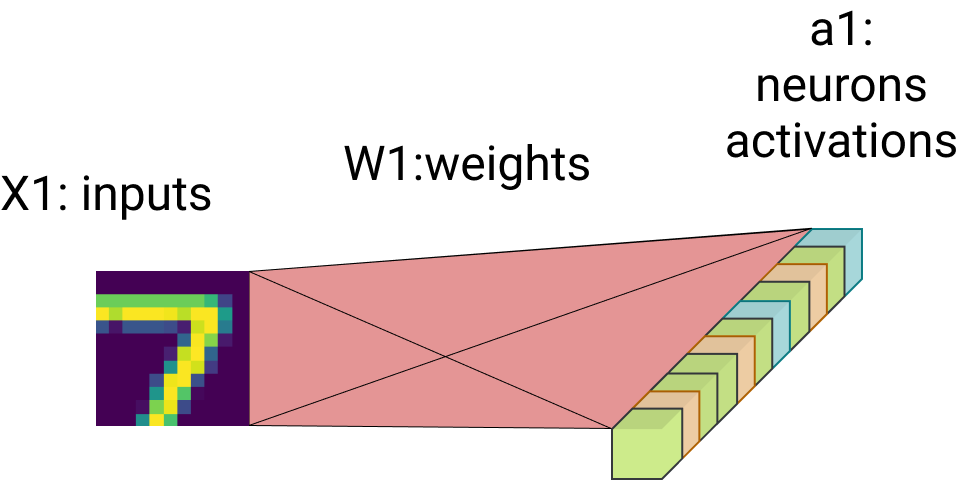 a1:
neurons
activations
W1:weights
X1: inputs